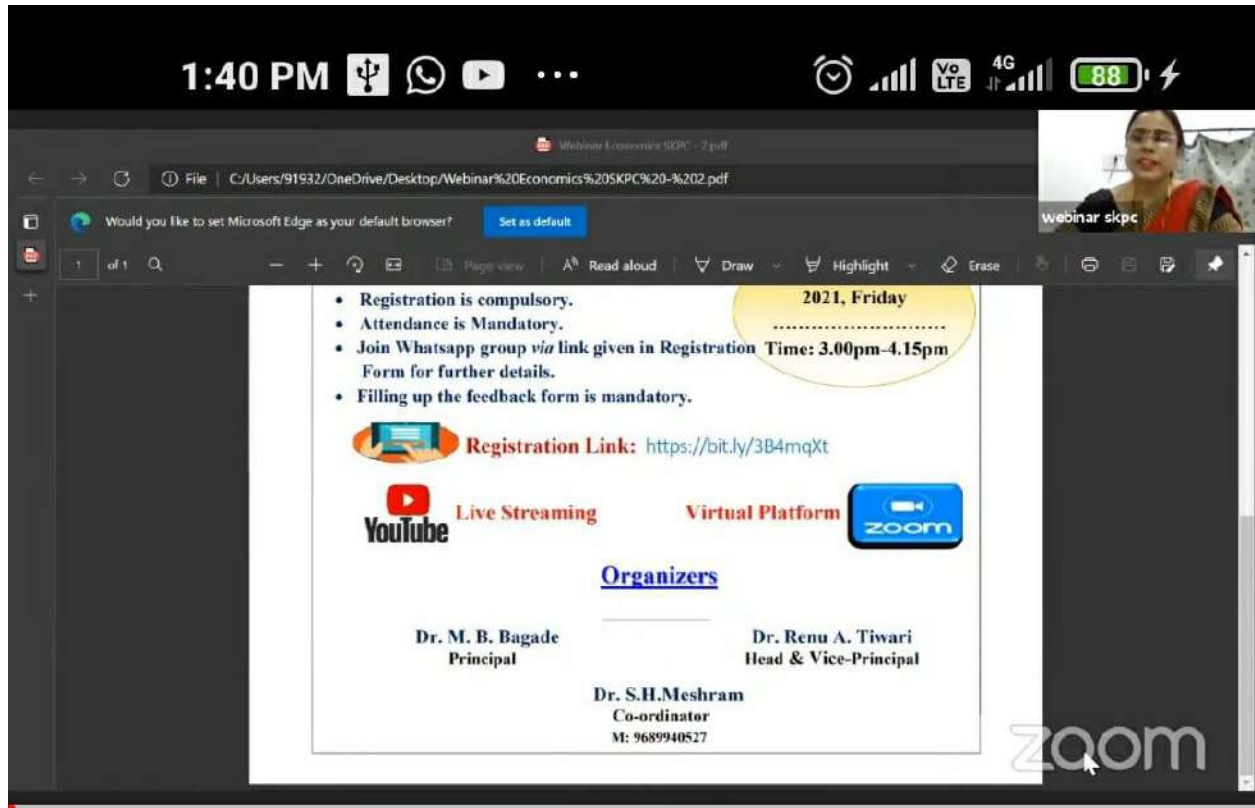 1:40 PM ...
Vo LTE 4G 88
Webinar Economics SKPC - 2.pdf
File | C:/Users/91932/OneDrive/Desktop/Webinar%20Economics%20SKPC%20-%202.pdf
webinar skpc
Would you like to set Microsoft Edge as your default browser? Set as default
1 of 1 Page view Read aloud Draw Highlight Erase
• Registration is compulsory.
2021, Friday
• Attendance is Mandatory.
• Join Whatsapp group via link given in Registration
Time: 3.00pm-4.15pm
Form for further details.
• Filling up the feedback form is mandatory.
Registration Link: https://bit.ly/3B4mqXt
YouTube Live Streaming Virtual Platform zoom
Organizers
Dr. M. B. Bagade Dr. Renu A. Tiwari
Principal Head & Vice-Principal
Dr. S.H.Meshram
Co-ordinator
M: 9689940527
zoom